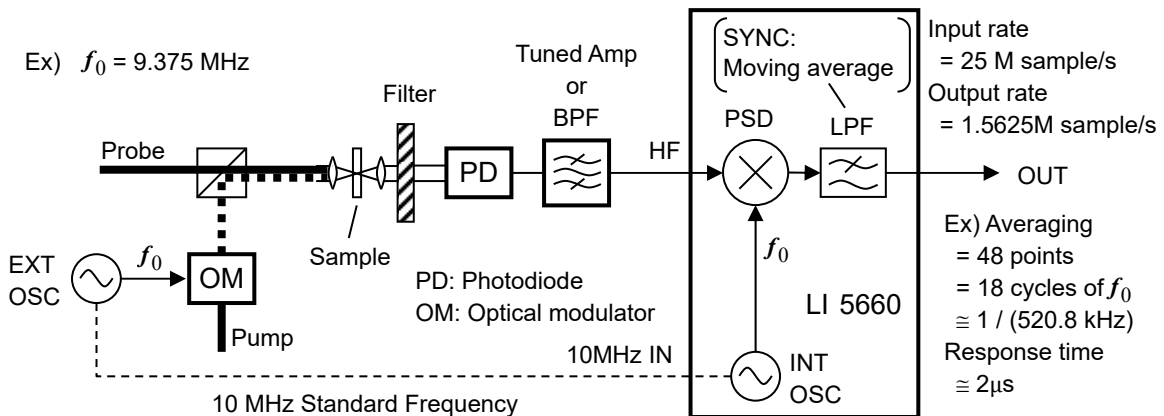 Ex) f₀ = 9.375 MHz
Probe
Filter
Tuned Amp
or
BPF
PD
HF
Sample
EXT
OSC
f₀
OM
Pump
PD: Photodiode
OM: Optical modulator
10MHz IN
10 MHz Standard Frequency
SYNC:
Moving average
PSD
LPF
f₀
LI 5660
INT
OSC
Input rate
= 25 M sample/s
Output rate
= 1.5625M sample/s
OUT
Ex) Averaging
= 48 points
= 18 cycles of f₀
≅ 1 / (520.8 kHz)
Response time
≅ 2μs